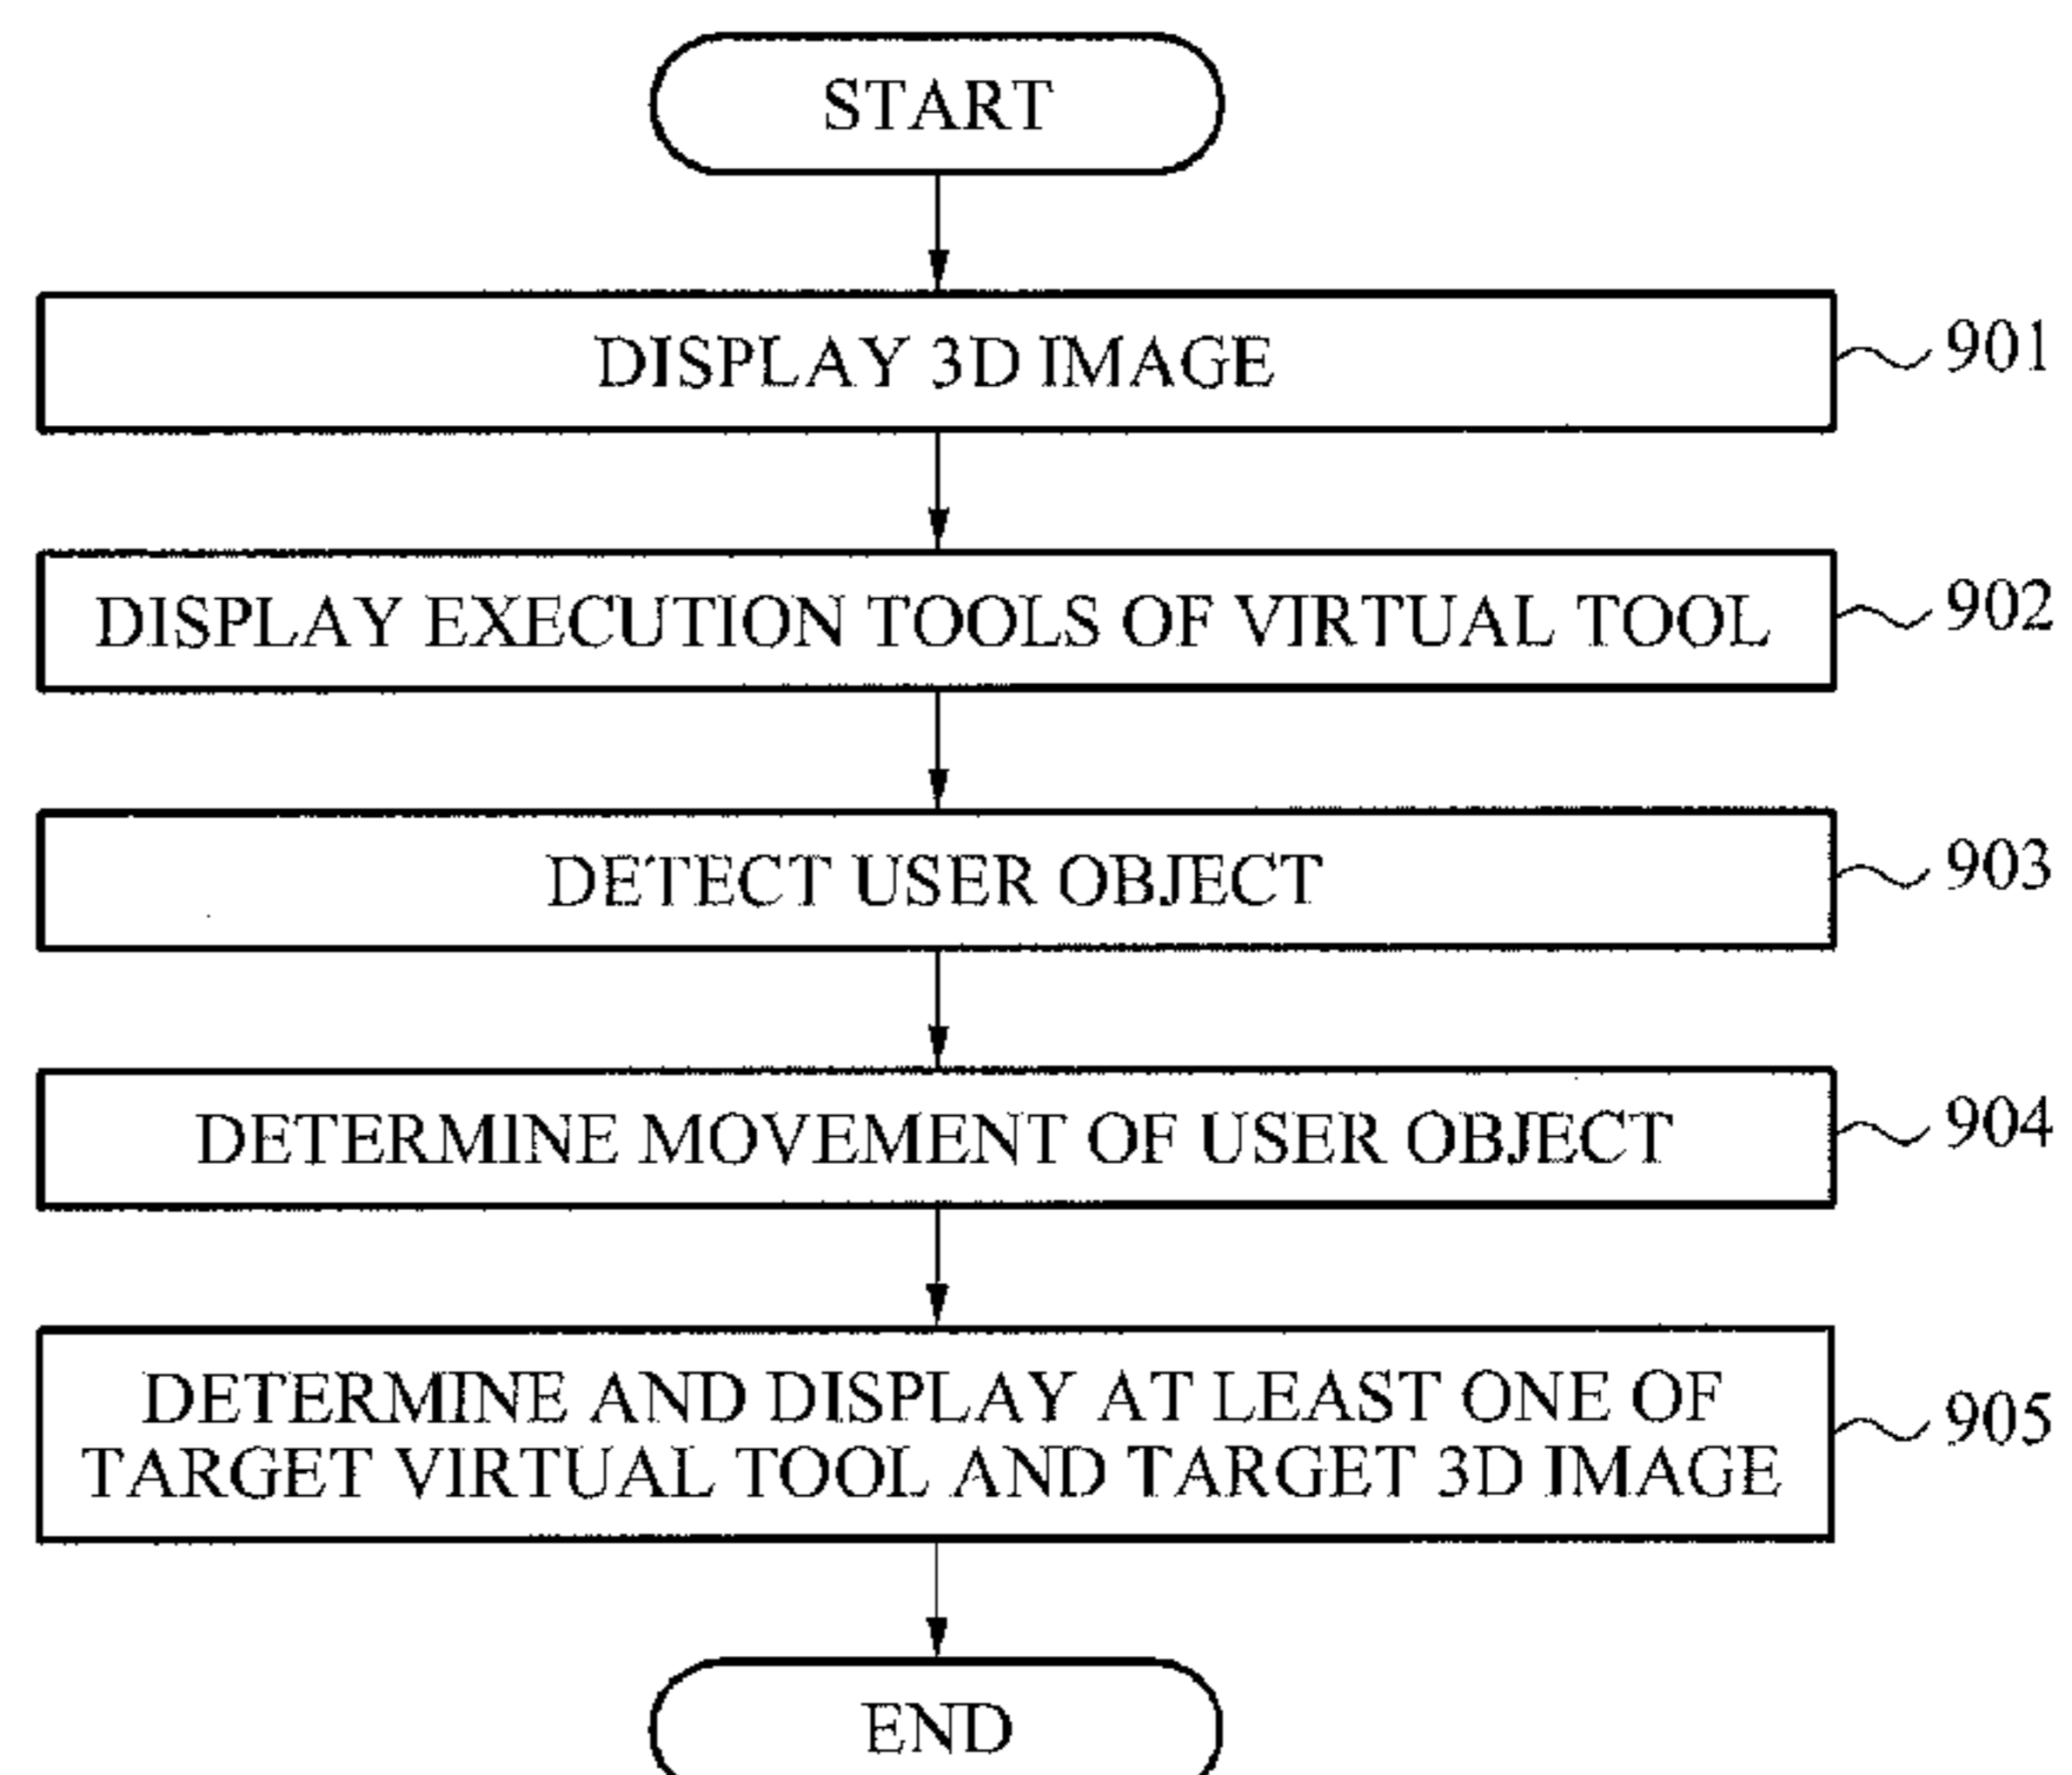 START
DISPLAY 3D IMAGE
901
DISPLAY EXECUTION TOOLS OF VIRTUAL TOOL
902
DETECT USER OBJECT
903
DETERMINE MOVEMENT OF USER OBJECT
904
DETERMINE AND DISPLAY AT LEAST ONE OF
TARGET VIRTUAL TOOL AND TARGET 3D IMAGE
905
END